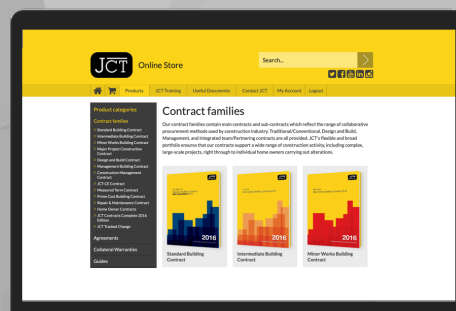 JCT Online Store
Search...
Products JCT Training Useful Documents Contact JCT My Account Logout
Product categories
Contract families
Standard Building Contract
Intermediate Building Contract
Minor Works Building Contract
Major Project Construction
Contract
Design and Build Contract
Management Building Contract
Construction Management
Contract
JCT-CE Contract
Measured Term Contract
Prime Cost Building Contract
Repair & Maintenance Contract
Home Owner Contracts
JCT Contracts Complete 2016
Edition
JCT Tracked Change
Agreements
Collateral Warranties
Guides
Contract families
Our contract families contain main contracts and sub-contracts which reflect the range of collaborative
procurement methods used by construction industry. Traditional/Conventional, Design and Build,
Management, and Integrated team/Partnering contracts are all provided. JCT's flexible and broad
portfolio ensures that our contracts support a wide range of construction activity, including complex,
large-scale projects, right through to individual home owners carrying out alterations.
2016
Standard Building
Contract
2016
Intermediate Building
Contract
2016
Minor Works Building
Contract